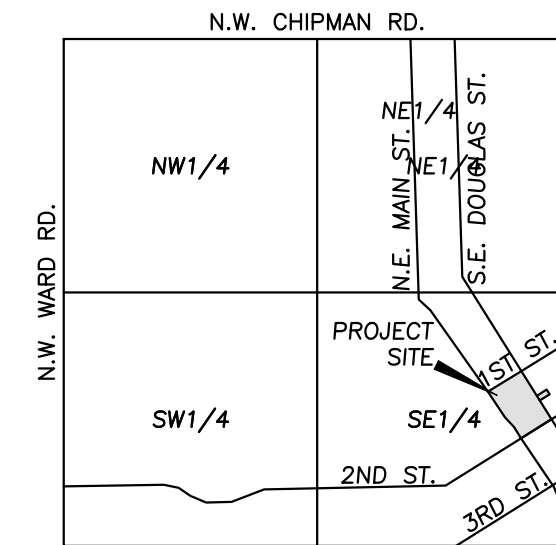 N.W. CHIPMAN RD.
NE1/4
NW1/4
NE1/4
N.E. MAIN ST.
S.E. DOUGLAS ST.
N.W. WARD RD.
PROJECT
SITE
1ST ST.
SW1/4
SE1/4
2ND ST.
3RD ST.